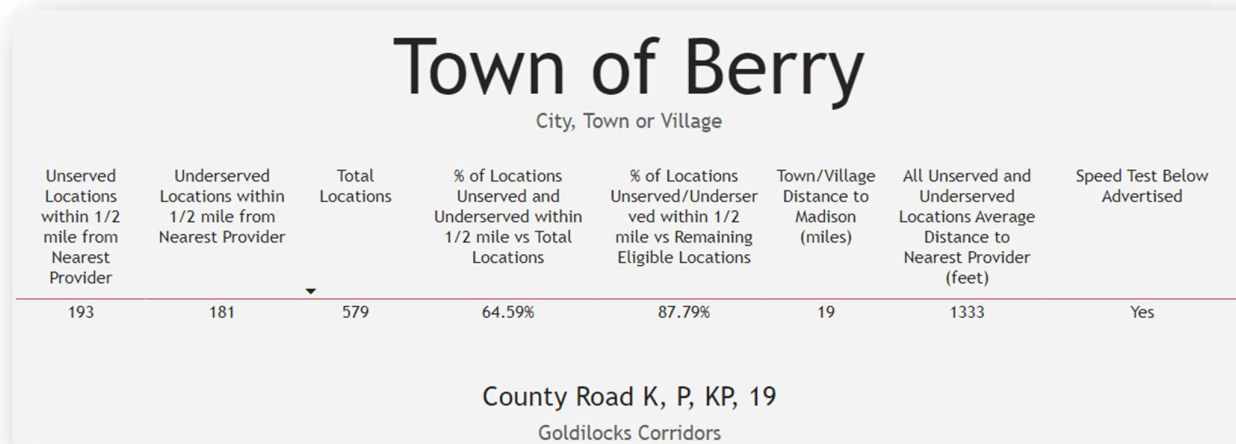 Town of Berry
City, Town or Village
Unserved
Locations
within 1/2
mile from
Nearest
Provider
Underserved
Locations within
1/2 mile from
Nearest Provider
Total
Locations
% of Locations
Unserved and
Underserved within
1/2 mile vs Total
Locations
% of Locations
Unserved/Underser
ved within 1/2
mile vs Remaining
Eligible Locations
Town/Village
Distance to
Madison
(miles)
All Unserved and
Underserved
Locations Average
Distance to
Nearest Provider
(feet)
Speed Test Below
Advertised
193 181 579 64.59% 87.79% 19 1333 Yes
County Road K, P, KP, 19
Goldilocks Corridors